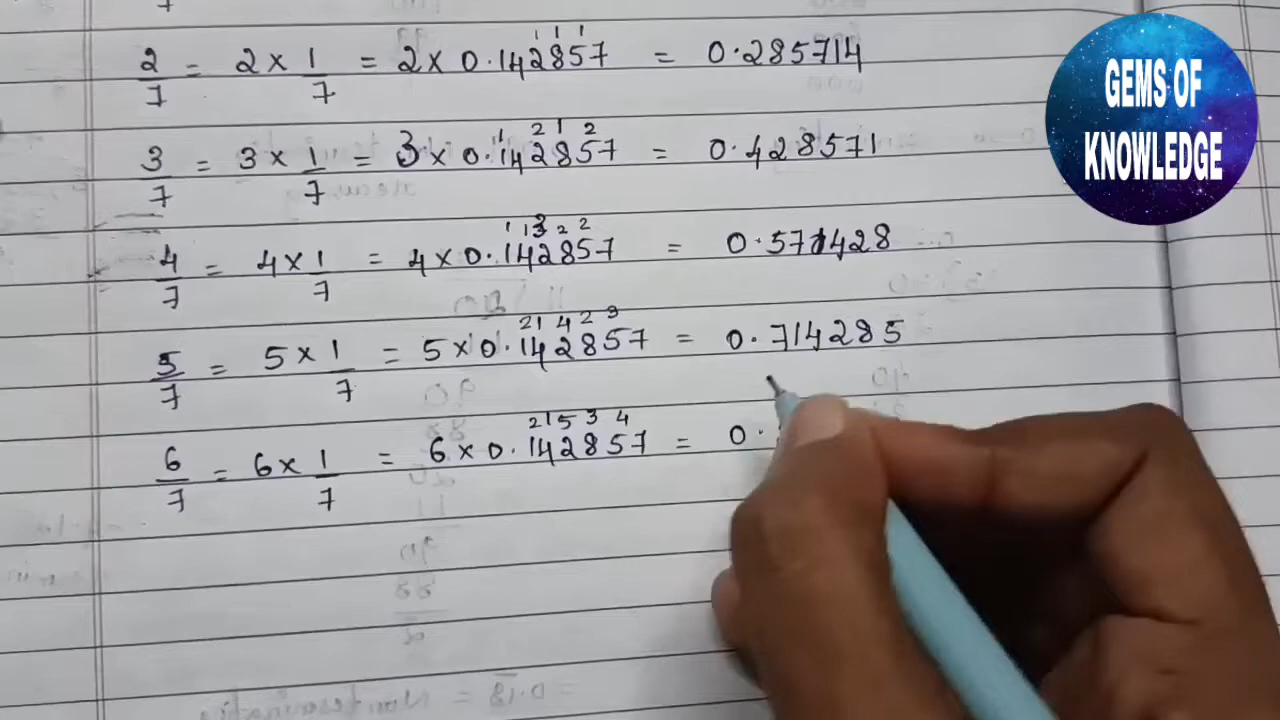 2/7 = 2 × 1/7 = 2 × 0.142857 = 0.285714
GEMS OF
KNOWLEDGE
3/7 = 3 × 1/7 = 3 × 0.142857 = 0.428571
4/7 = 4 × 1/7 = 4 × 0.142857 = 0.571428
5/7 = 5 × 1/7 = 5 × 0.142857 = 0.714285
6/7 = 6 × 1/7 = 6 × 0.142857 = 0.